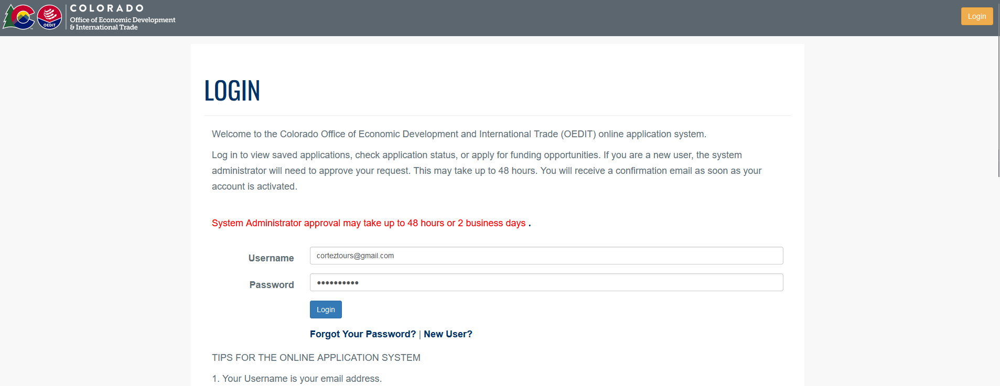 COLORADO
Office of Economic Development
& International Trade
OEDIT
Login
LOGIN
Welcome to the Colorado Office of Economic Development and International Trade (OEDIT) online application system.
Log in to view saved applications, check application status, or apply for funding opportunities. If you are a new user, the system
administrator will need to approve your request. This may take up to 48 hours. You will receive a confirmation email as soon as your
account is activated.
System Administrator approval may take up to 48 hours or 2 business days .
Username
corteztours@gmail.com
Password
••••••••••
Login
Forgot Your Password? | New User?
TIPS FOR THE ONLINE APPLICATION SYSTEM
1. Your Username is your email address.